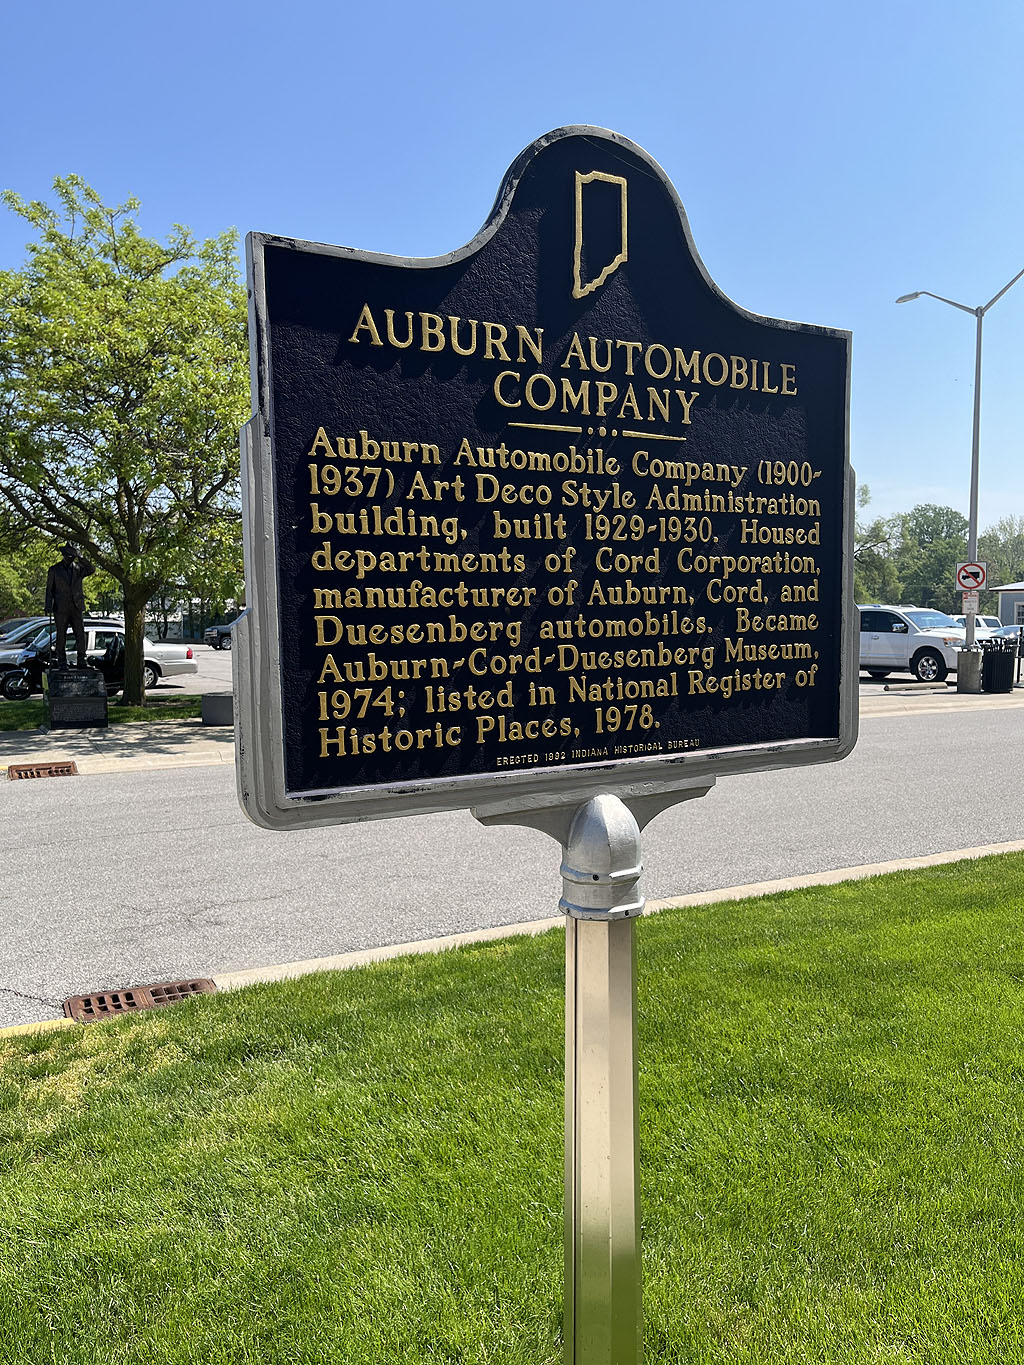 AUBURN AUTOMOBILE
COMPANY
Auburn Automobile Company (1900-
1937) Art Deco Style Administration
building, built 1929-1930. Housed
departments of Cord Corporation,
manufacturer of Auburn, Cord, and
Duesenberg automobiles. Became
Auburn-Cord-Duesenberg Museum,
1974; listed in National Register of
Historic Places, 1978.
ERECTED 1992 INDIANA HISTORICAL BUREAU